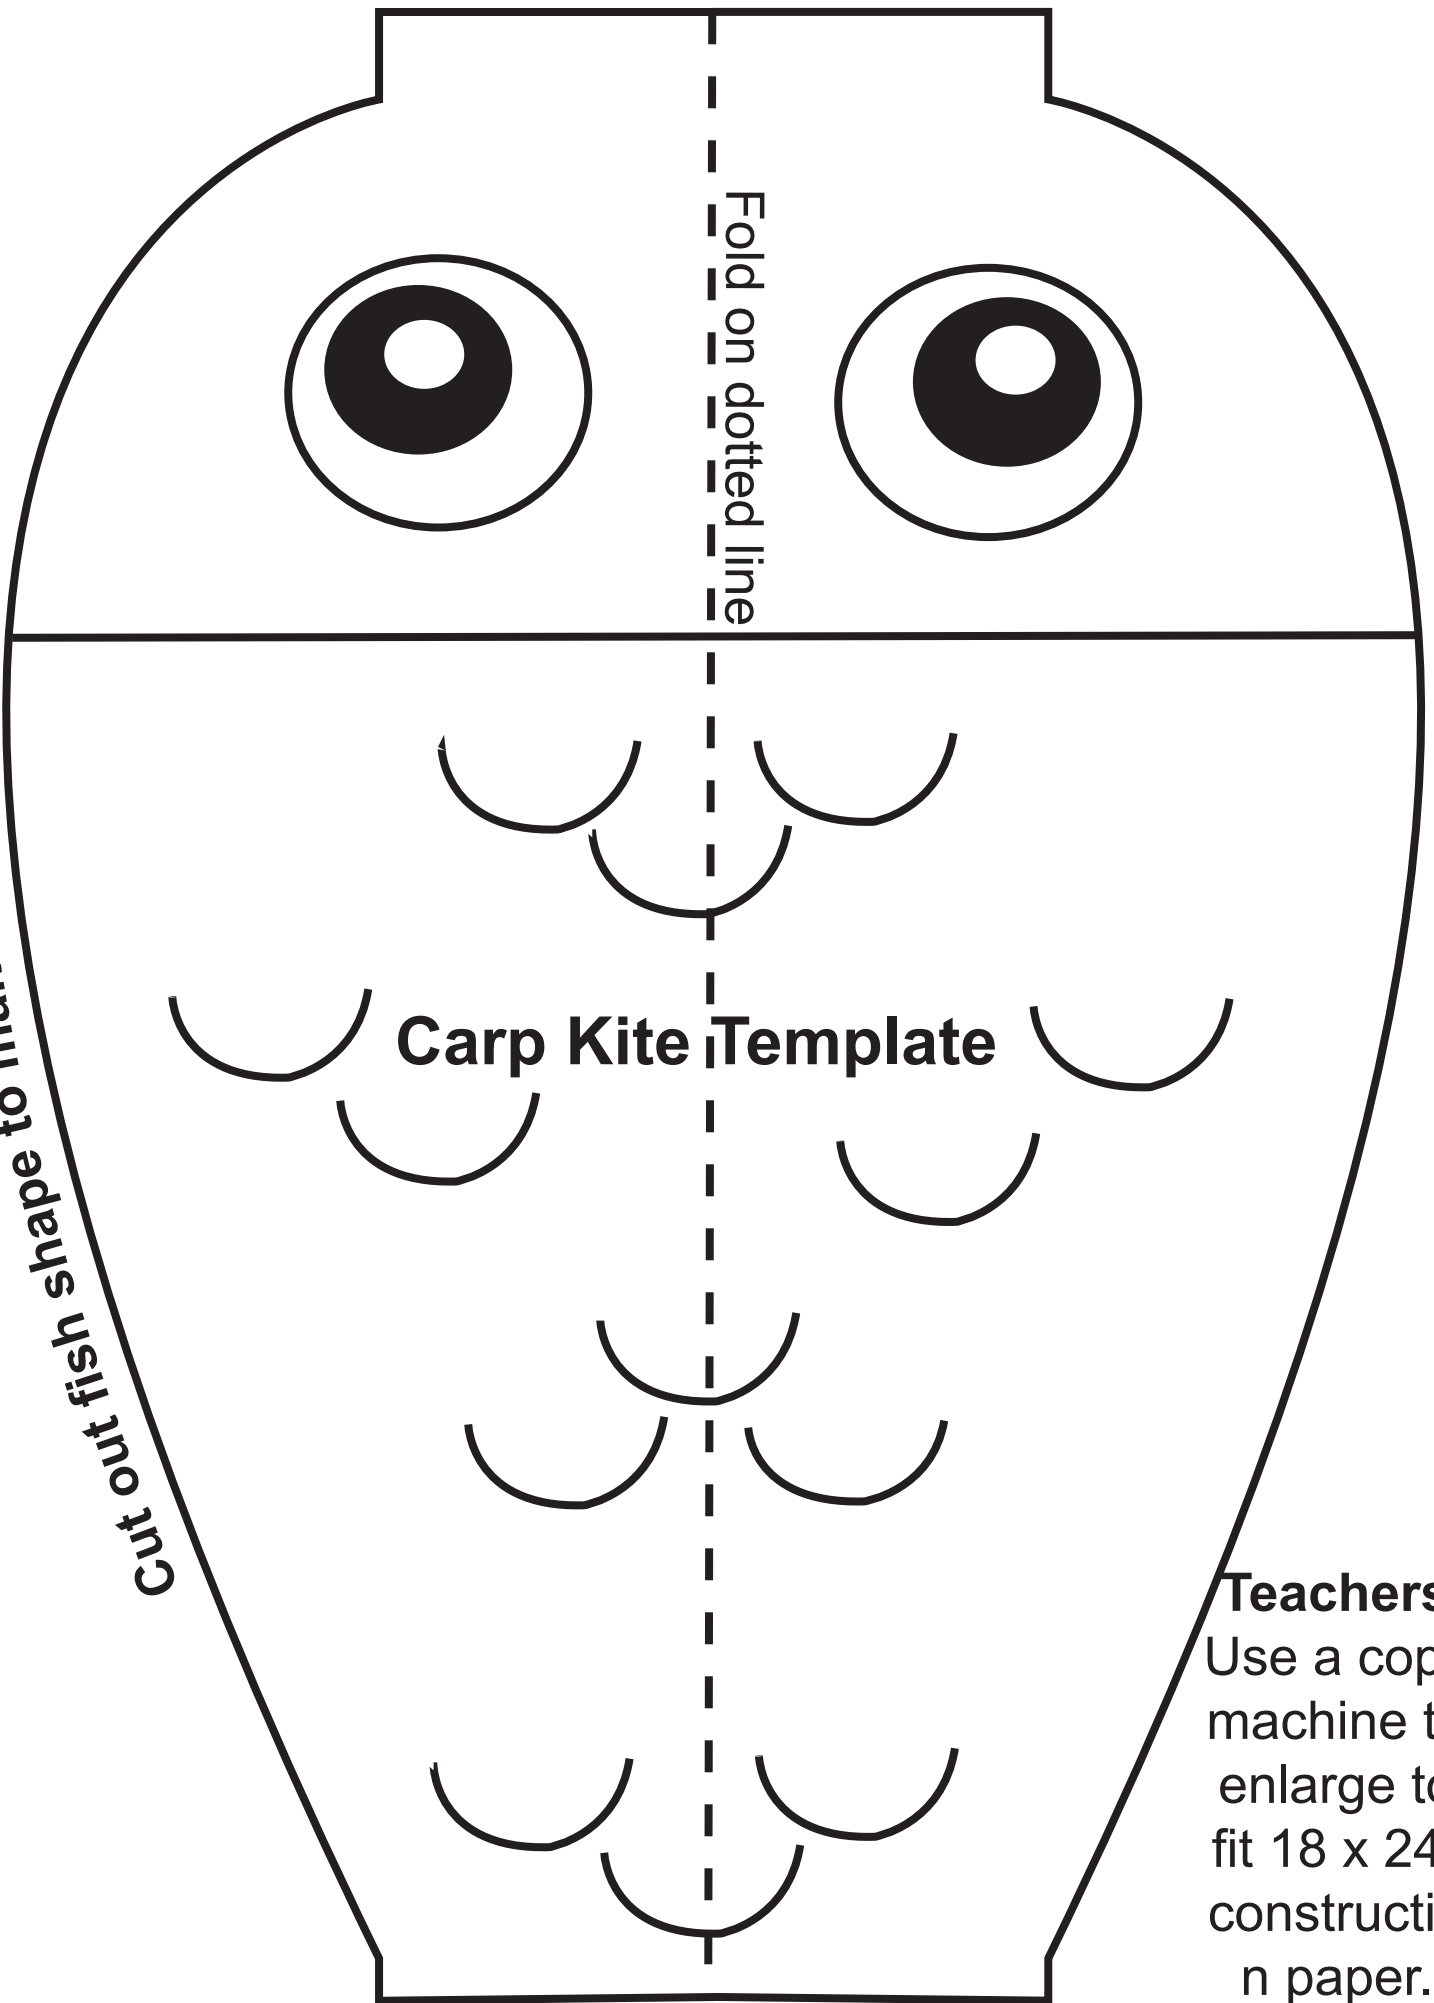 Fold on dotted line
Carp Kite Template
Cut out fish shape to
Teachers
Use a cop
machine t
enlarge to
fit 18 x 24
constructi
n paper.